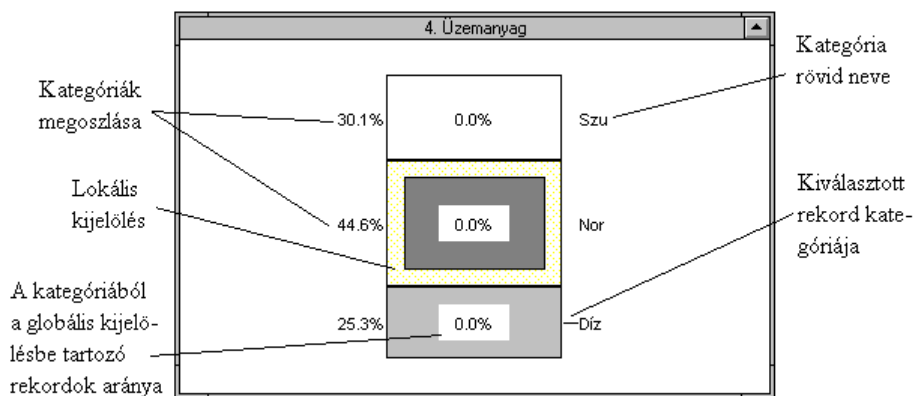 4. Üzemanyag
Kategóriák
megoszlása
Lokális
kijelölés
A kategóriából
a globális kijelö-
lésbe tartozó
rekordok aránya
30.1%
0.0%
Szu
44.6%
0.0%
Nor
25.3%
0.0%
Díz
Kategória
rövid neve
Kiválasztott
rekord kate-
góriája